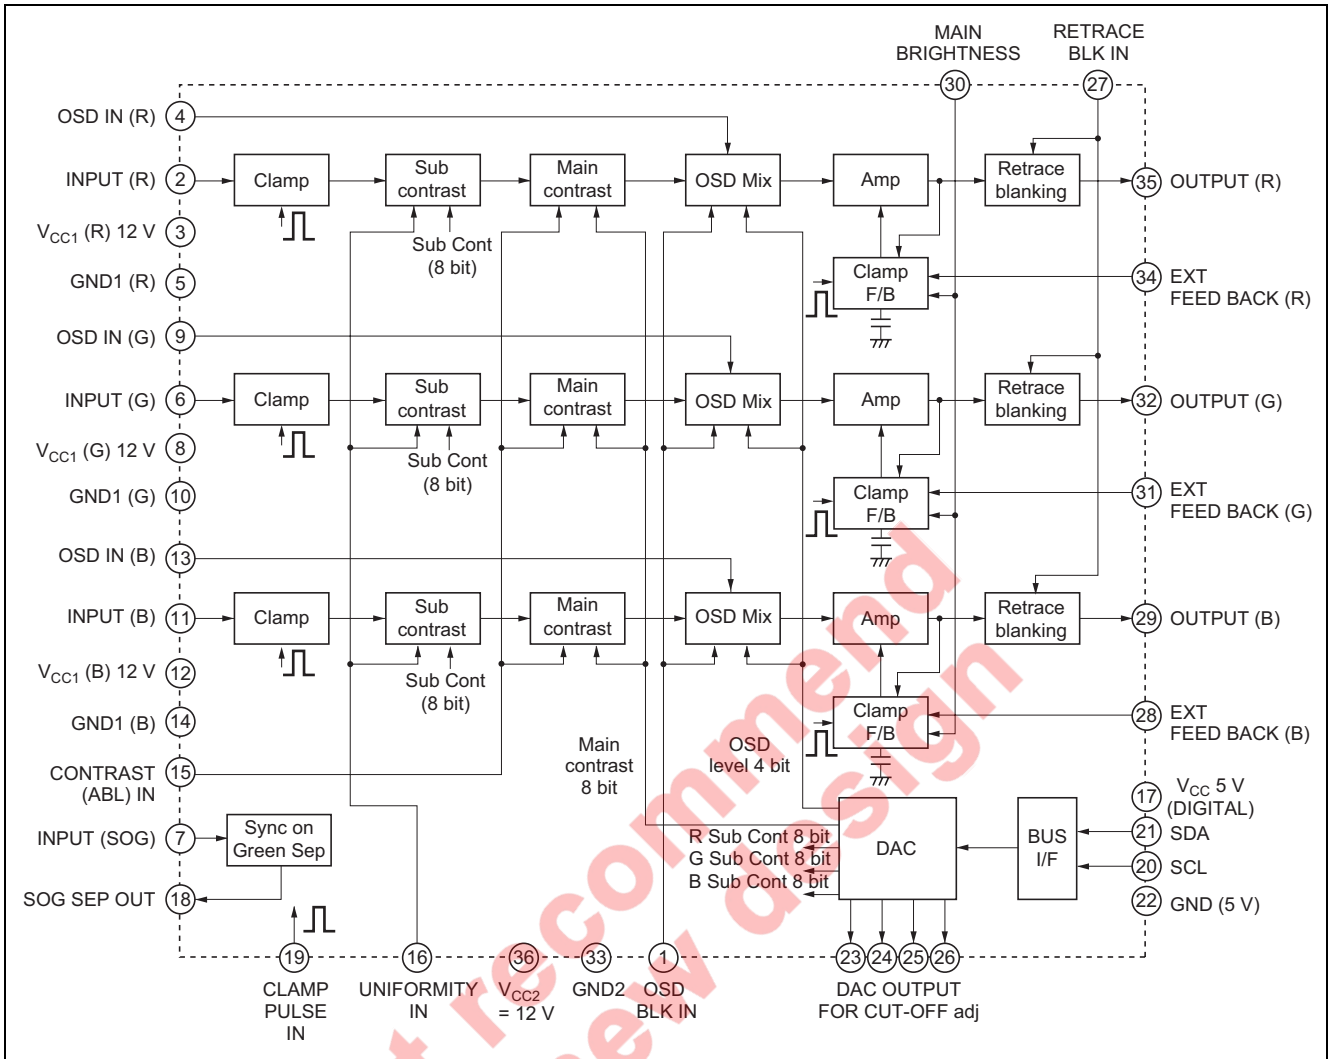 MAIN
BRIGHTNESS
RETRACE
BLK IN
30
27
OSD IN (R)
4
INPUT (R)
2
Clamp
Sub
contrast
Main
contrast
OSD Mix
Amp
Retrace
blanking
35
OUTPUT (R)
VCC1 (R) 12 V
3
Sub Cont
(8 bit)
GND1 (R)
5
Clamp
F/B
34
EXT
FEED BACK (R)
OSD IN (G)
9
INPUT (G)
6
Clamp
Sub
contrast
Main
contrast
OSD Mix
Amp
Retrace
blanking
32
OUTPUT (G)
VCC1 (G) 12 V
8
Sub Cont
(8 bit)
GND1 (G)
10
Clamp
F/B
31
EXT
FEED BACK (G)
OSD IN (B)
13
INPUT (B)
11
Clamp
Sub
contrast
Main
contrast
OSD Mix
Amp
Retrace
blanking
29
OUTPUT (B)
VCC1 (B) 12 V
12
Sub Cont
(8 bit)
GND1 (B)
14
Clamp
F/B
28
EXT
FEED BACK (B)
Main
contrast
8 bit
OSD
level 4 bit
CONTRAST
(ABL) IN
15
INPUT (SOG)
7
Sync on
Green Sep
SOG SEP OUT
18
R Sub Cont 8 bit
G Sub Cont 8 bit
B Sub Cont 8 bit
DAC
BUS
I/F
17
VCC 5 V
(DIGITAL)
21
SDA
20
SCL
22
GND (5 V)
19
16
36
33
1
23
24
25
26
CLAMP
PULSE
IN
UNIFORMITY
IN
VCC2
= 12 V
GND2
OSD
BLK IN
DAC OUTPUT
FOR CUT-OFF adj
recommend
design